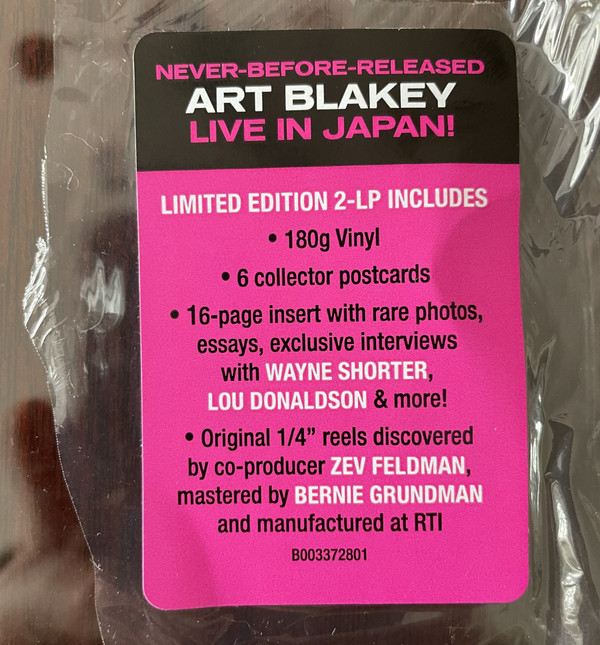 NEVER-BEFORE-RELEASED
ART BLAKEY
LIVE IN JAPAN!
LIMITED EDITION 2-LP INCLUDES
• 180g Vinyl
• 6 collector postcards
• 16-page insert with rare photos,
essays, exclusive interviews
with WAYNE SHORTER,
LOU DONALDSON & more!
• Original 1/4” reels discovered
by co-producer ZEV FELDMAN,
mastered by BERNIE GRUNDMAN
and manufactured at RTI
B003372801